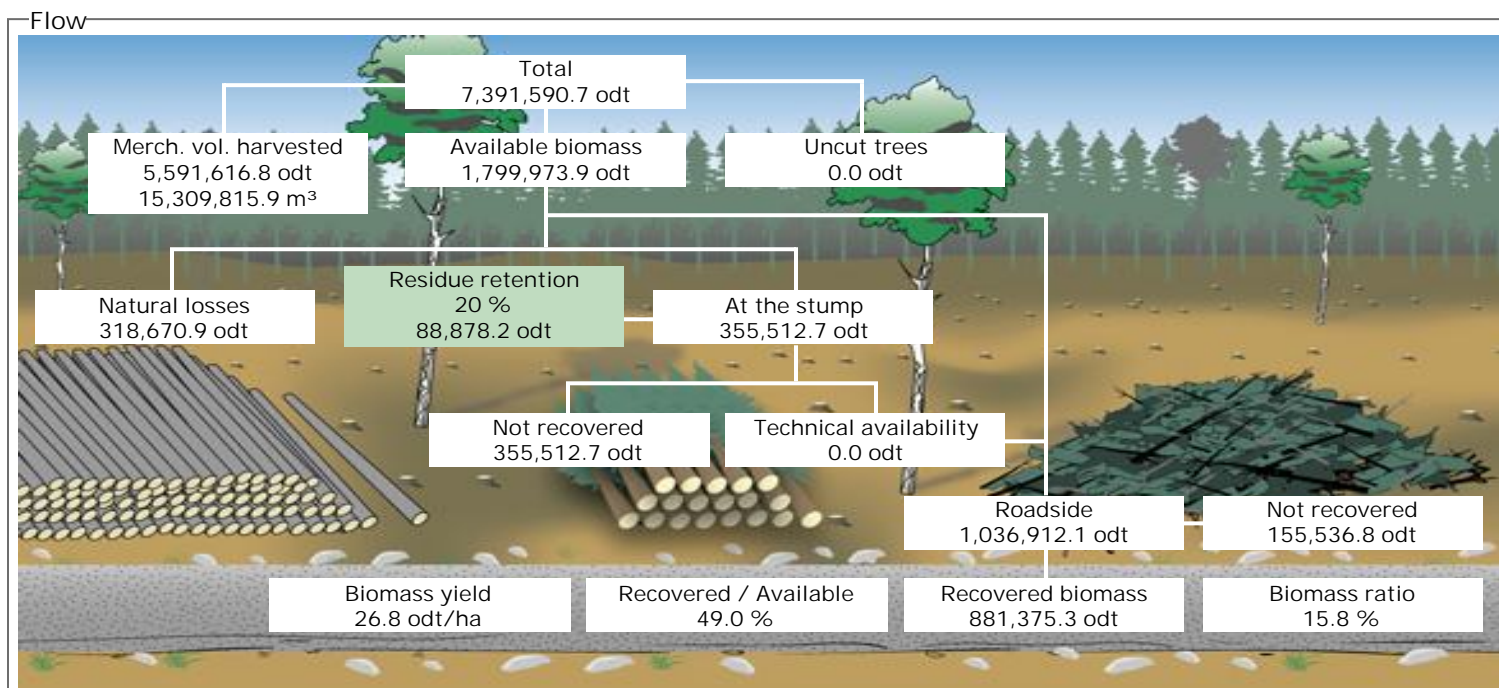 Flow
Total
7,391,590.7 odt
Merch. vol. harvested
5,591,616.8 odt
15,309,815.9 m³
Available biomass
1,799,973.9 odt
Uncut trees
0.0 odt
Natural losses
318,670.9 odt
Residue retention
20 %
88,878.2 odt
At the stump
355,512.7 odt
Not recovered
355,512.7 odt
Technical availability
0.0 odt
Roadside
1,036,912.1 odt
Not recovered
155,536.8 odt
Biomass yield
26.8 odt/ha
Recovered / Available
49.0 %
Recovered biomass
881,375.3 odt
Biomass ratio
15.8 %